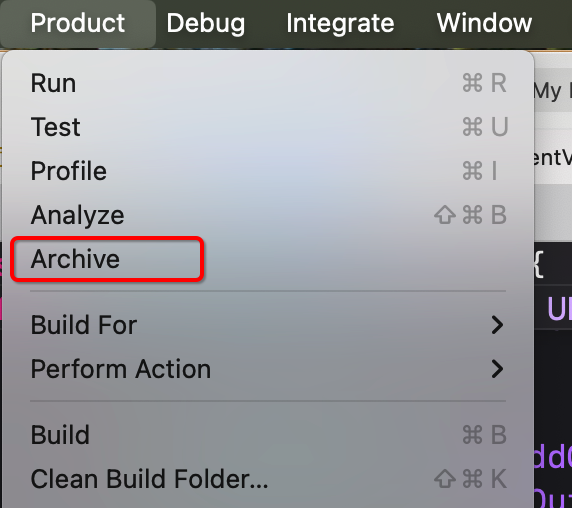 Product Debug Integrate Window
Run ⌘ R
Test ⌘ U
Profile ⌘ I
Analyze ⇧ ⌘ B
Archive
Build For
Perform Action
Build ⌘ B
Clean Build Folder... ⇧ ⌘ K
My
entV
{
UI
dd